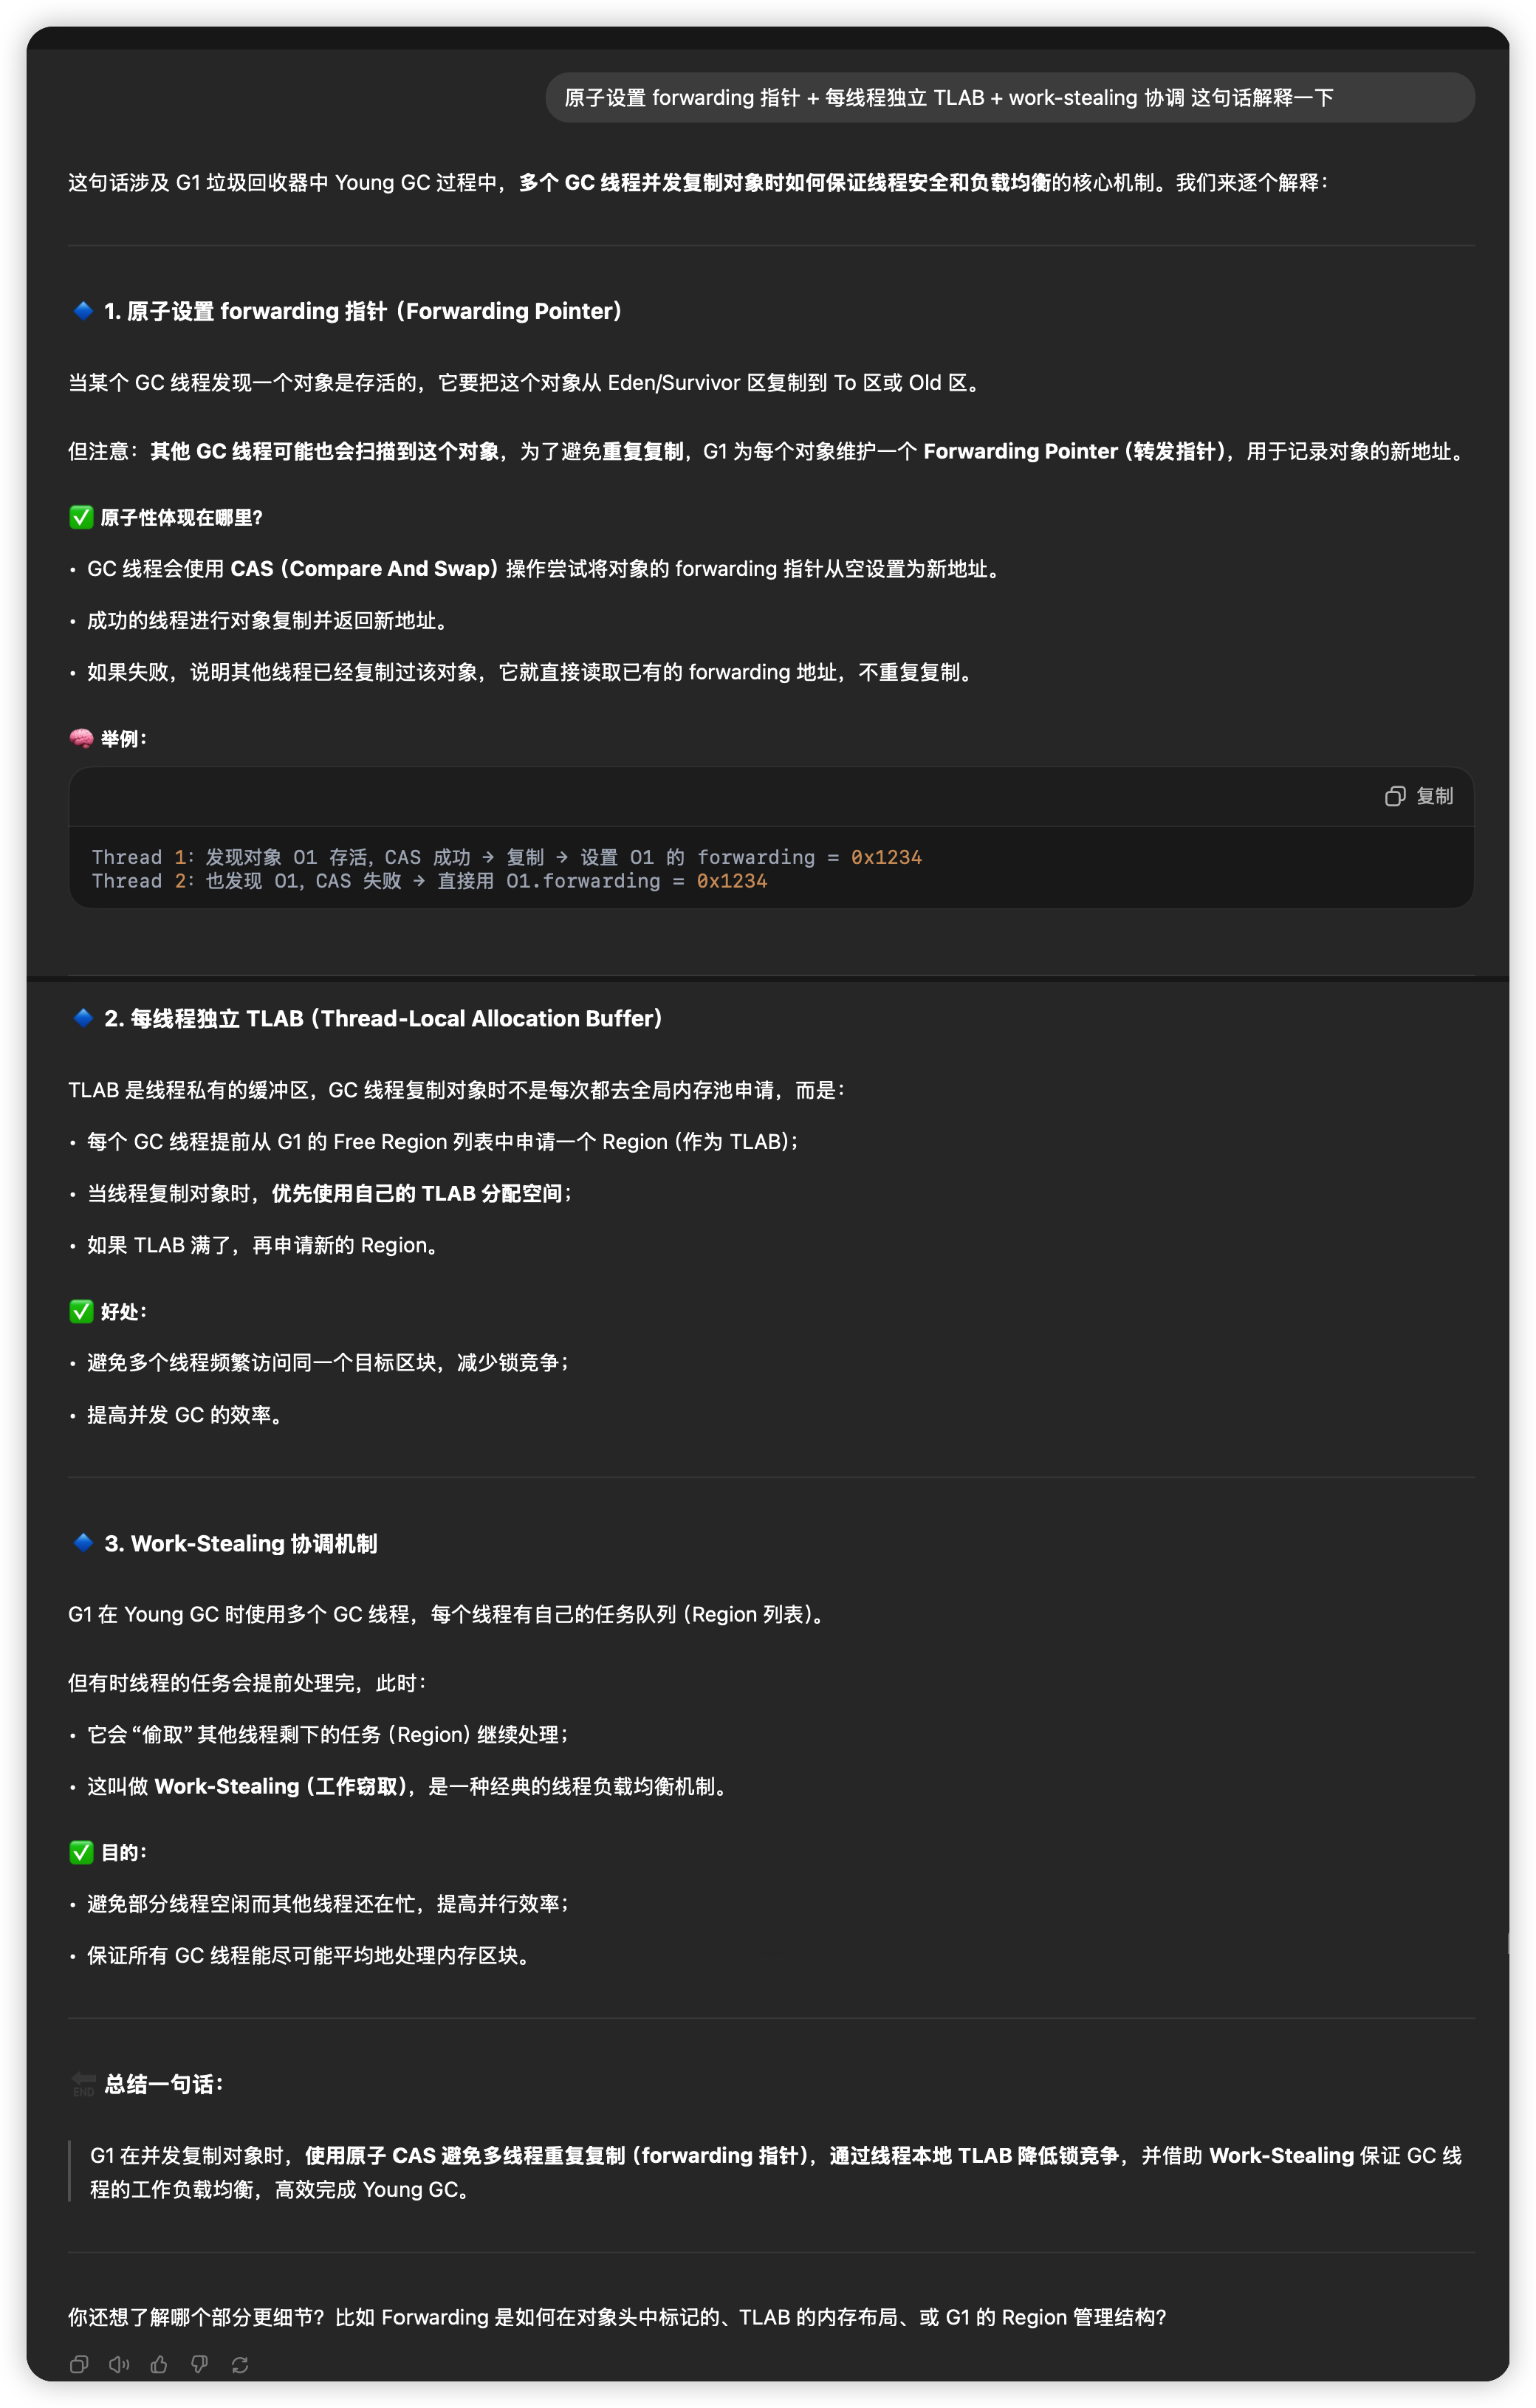 原子设置 forwarding 指针 + 每线程独立 TLAB + work-stealing 协调 这句话解释一下
这句话涉及 G1 垃圾回收器中 Young GC 过程中，多个 GC 线程并发复制对象时如何保证线程安全和负载均衡的核心机制。我们来逐个解释：
🔹 1. 原子设置 forwarding 指针（Forwarding Pointer）
当某个 GC 线程发现一个对象是存活的，它要把这个对象从 Eden/Survivor 区复制到 To 区或 Old 区。
但注意：其他 GC 线程可能也会扫描到这个对象，为了避免重复复制，G1 为每个对象维护一个 Forwarding Pointer（转发指针），用于记录对象的新地址。
✅ 原子性体现在哪里？
• GC 线程会使用 CAS（Compare And Swap）操作尝试将对象的 forwarding 指针从空设置为新地址。
• 成功的线程进行对象复制并返回新地址。
• 如果失败，说明其他线程已经复制过该对象，它就直接读取已有的 forwarding 地址，不重复复制。
🧠 举例：
复制
Thread 1: 发现对象 O1 存活，CAS 成功 → 复制 → 设置 O1 的 forwarding = 0x1234
Thread 2: 也发现 O1，CAS 失败 → 直接用 O1.forwarding = 0x1234
🔹 2. 每线程独立 TLAB（Thread-Local Allocation Buffer）
TLAB 是线程私有的缓冲区，GC 线程复制对象时不是每次都去全局内存池申请，而是：
• 每个 GC 线程提前从 G1 的 Free Region 列表中申请一个 Region（作为 TLAB）；
• 当线程复制对象时，优先使用自己的 TLAB 分配空间；
• 如果 TLAB 满了，再申请新的 Region。
✅ 好处：
• 避免多个线程频繁访问同一个目标区块，减少锁竞争；
• 提高并发 GC 的效率。
🔹 3. Work-Stealing 协调机制
G1 在 Young GC 时使用多个 GC 线程，每个线程有自己的任务队列（Region 列表）。
但有时线程的任务会提前处理完，此时：
• 它会“偷取”其他线程剩下的任务（Region）继续处理；
• 这叫做 Work-Stealing（工作窃取），是一种经典的线程负载均衡机制。
✅ 目的：
• 避免部分线程空闲而其他线程还在忙，提高并行效率；
• 保证所有 GC 线程能尽可能平均地处理内存区块。
🔚 总结一句话：
G1 在并发复制对象时，使用原子 CAS 避免多线程重复复制（forwarding 指针），通过线程本地 TLAB 降低锁竞争，并借助 Work-Stealing 保证 GC 线
程的工作负载均衡，高效完成 Young GC。
你还想了解哪个部分更细节？比如 Forwarding 是如何在对象头中标记的、TLAB 的内存布局、或 G1 的 Region 管理结构？